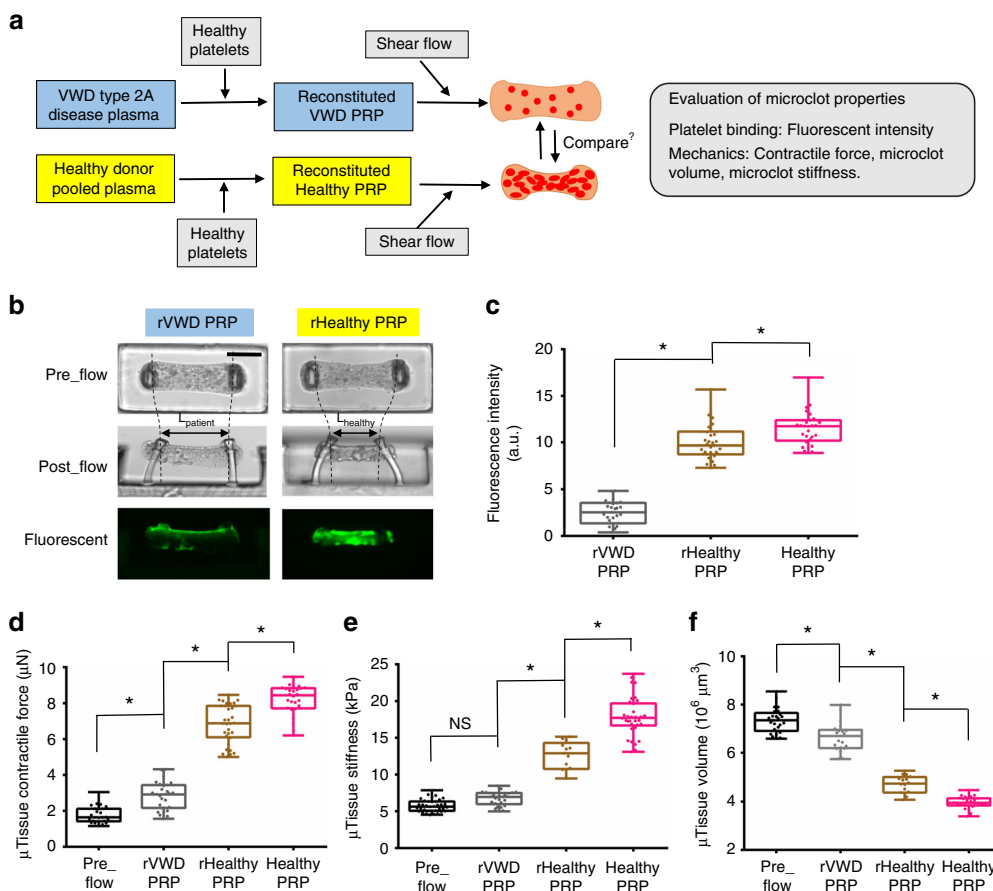 a
Healthy
platelets
Shear flow
VWD type 2A
disease plasma
Reconstituted
VWD PRP
Compare?
Healthy donor
pooled plasma
Reconstituted
Healthy PRP
Healthy
platelets
Shear flow
Evaluation of microclot properties
Platelet binding: Fluorescent intensity
Mechanics: Contractile force, microclot
volume, microclot stiffness.
b
rVWD PRP
rHealthy PRP
Pre_flow
Lpatient
Lhealthy
Post_flow
Fluorescent
c
Fluorescence intensity
(a.u.)
20
15
10
5
0
*
*
rVWD
PRP
rHealthy
PRP
Healthy
PRP
d
μTissue contractile force (μN)
10
8
6
4
2
0
*
*
*
Pre_
flow
rVWD
PRP
rHealthy
PRP
Healthy
PRP
e
μTissue stiffness (kPa)
25
20
15
10
5
0
NS
*
*
Pre_
flow
rVWD
PRP
rHealthy
PRP
Healthy
PRP
f
μTissue volume (10⁶ μm³)
10
8
6
4
2
*
*
*
Pre_
flow
rVWD
PRP
rHealthy
PRP
Healthy
PRP